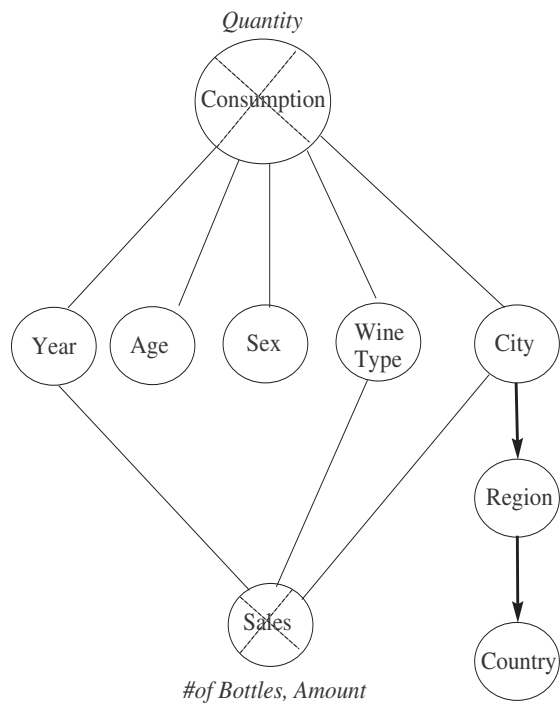 Quantity
Consumption
Year
Age
Sex
Wine
Type
City
Region
Sales
Country
#of Bottles, Amount